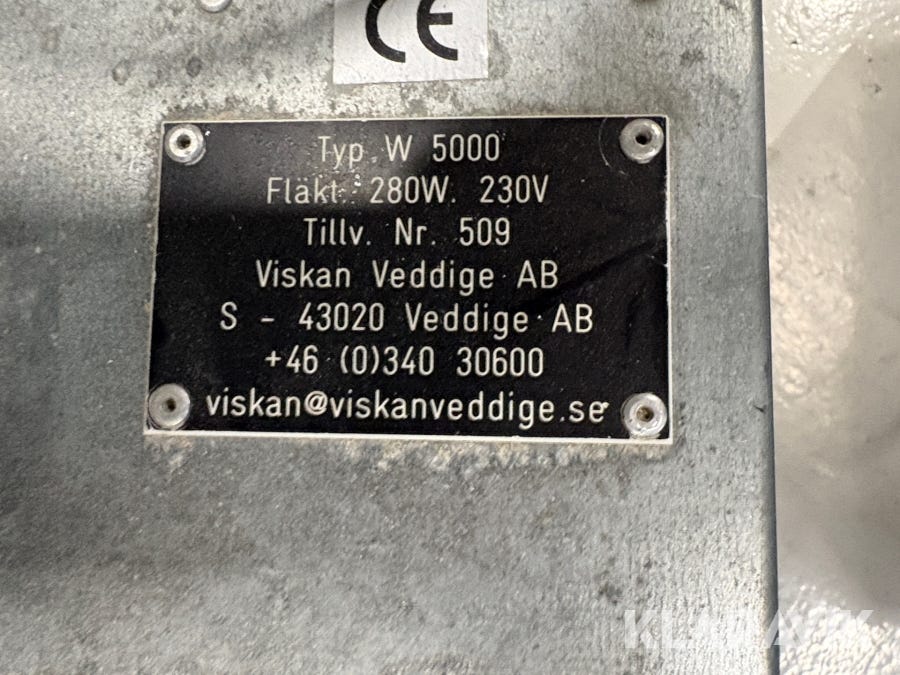 CE
Typ W 5000
Fläkt. 280W. 230V
Tillv. Nr. 509
Viskan Veddige AB
S - 43020 Veddige AB
+46 (0)340 30600
viskan@viskanveddige.se
KLARAVIK